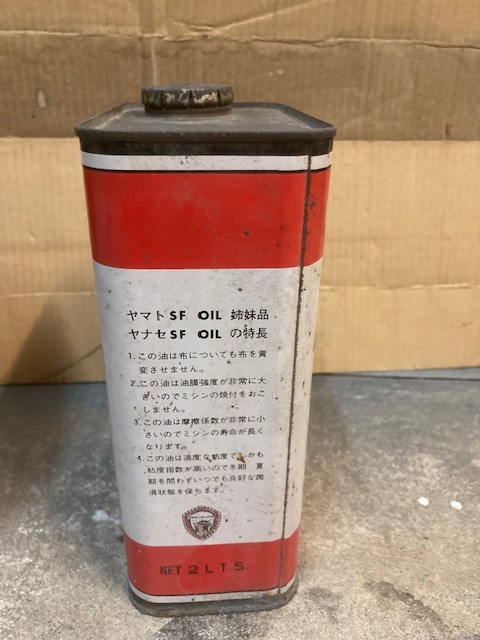 ヤマトSF OIL 姉妹品
ヤナセSF OIL の特長
1.この油は布についても布を黄
変させません。
2.この油は油膜強度が非常に大
きいのでミシンの焼付をおこ
しません。
3.この油は摩擦係数が非常に小
さいのでミシンの寿命が長く
なります。
4.この油は適度な粘度でしかも
粘度指数が高いので冬期 夏
期を問わずいつでも良好な潤
滑状態を保ちます。
NET 2 L T S.